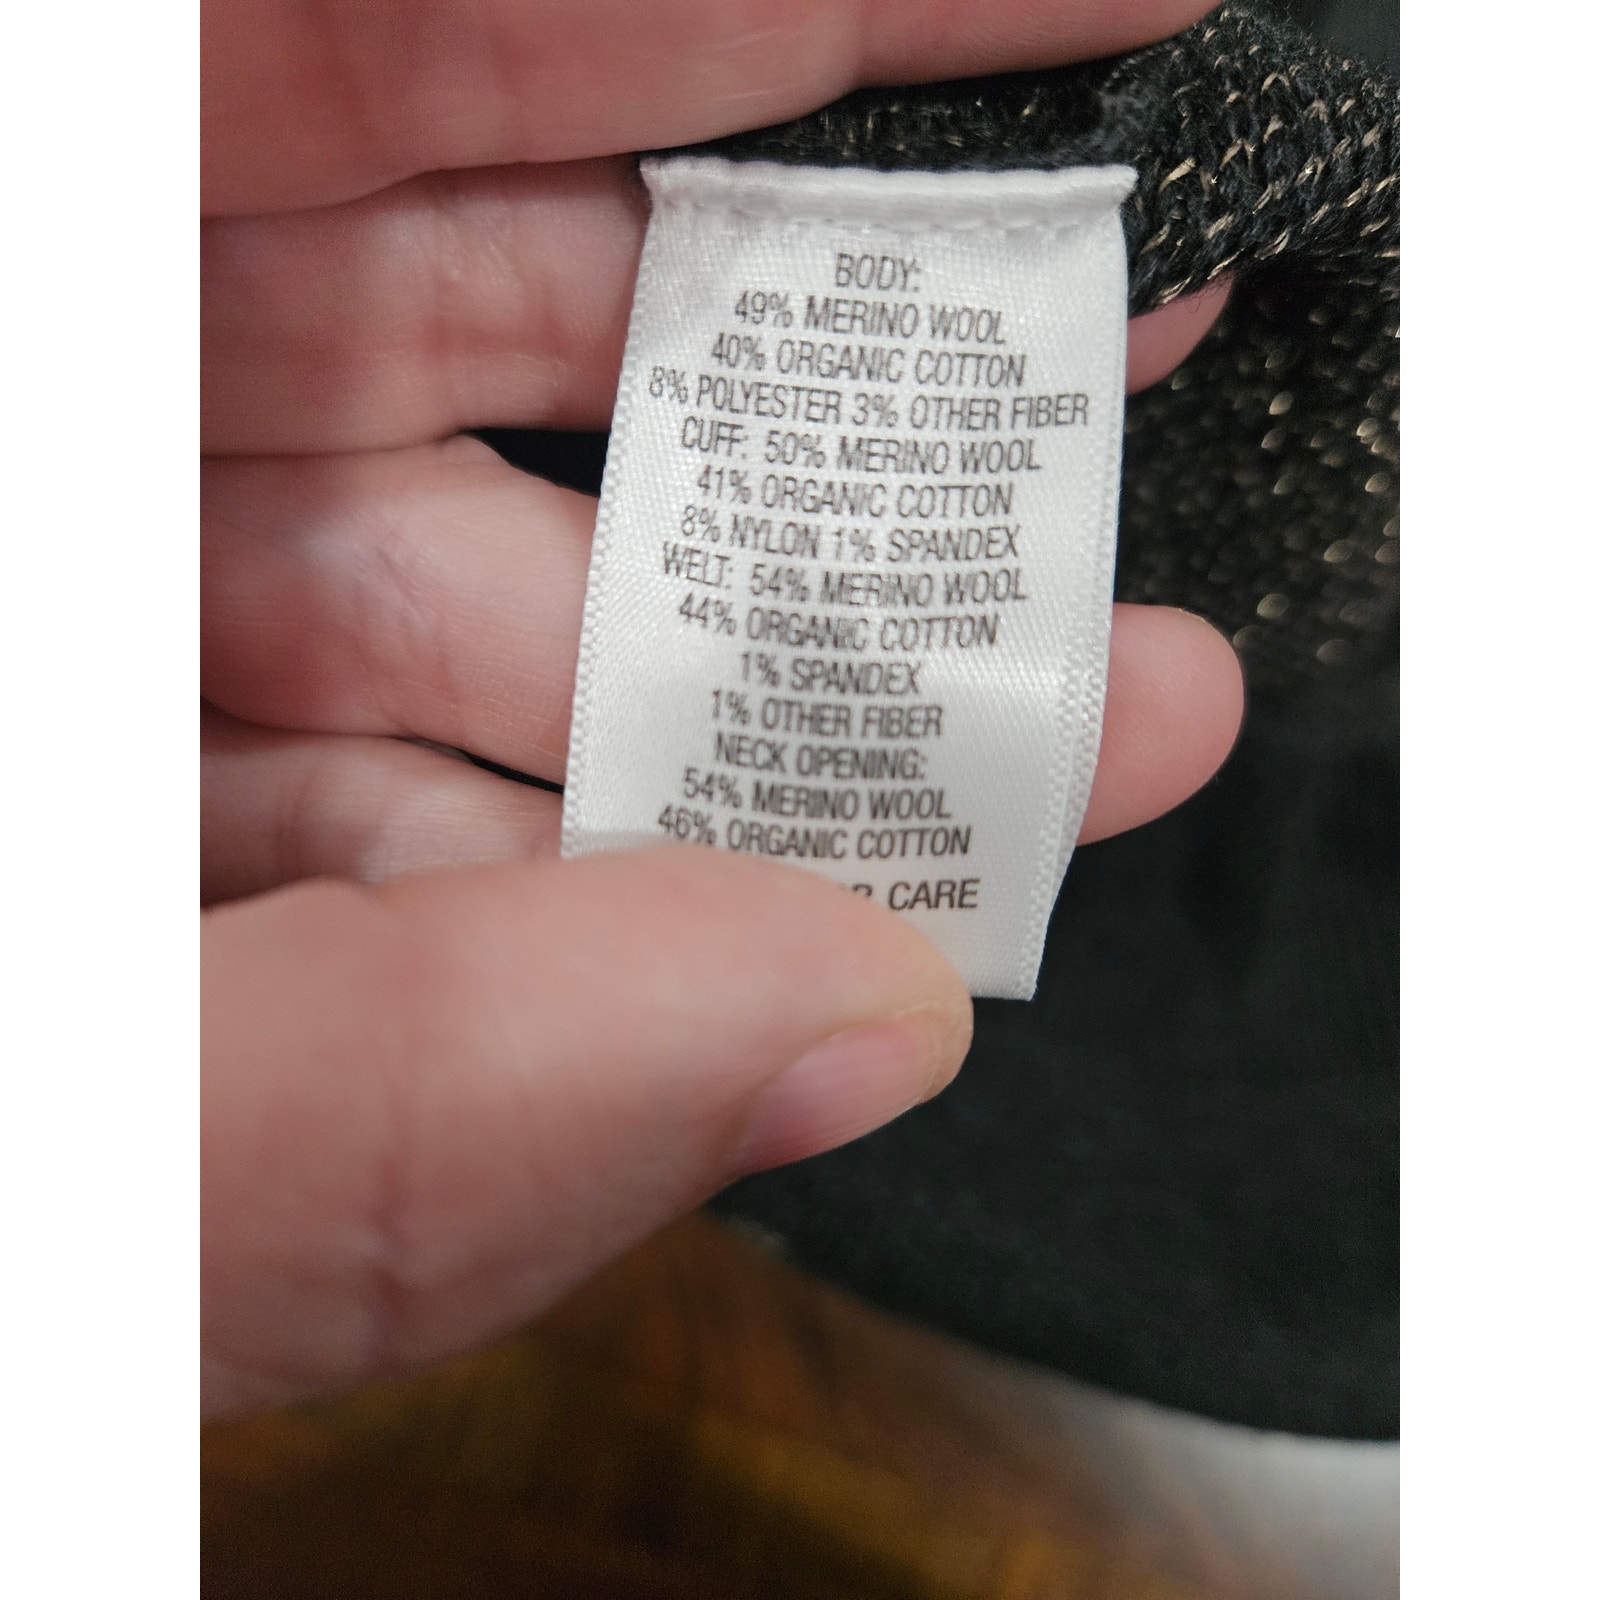 BODY:
49% MERINO WOOL
40% ORGANIC COTTON
8% POLYESTER 3% OTHER FIBER
CUFF: 50% MERINO WOOL
41% ORGANIC COTTON
8% NYLON 1% SPANDEX
WELT: 54% MERINO WOOL
44% ORGANIC COTTON
1% SPANDEX
1% OTHER FIBER
NECK OPENING:
54% MERINO WOOL
46% ORGANIC COTTON
CARE